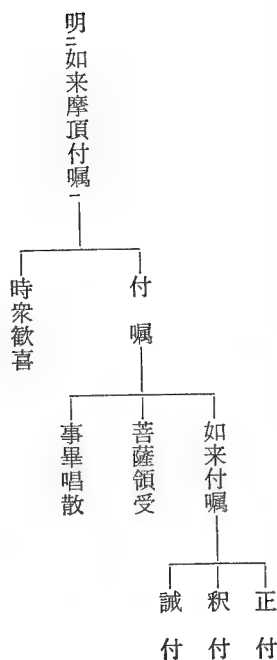 明ニ如来摩頂付嘱一
付嘱
如来付嘱
正付
釈付
誡付
菩薩領受
事畢唱散
時衆歓喜